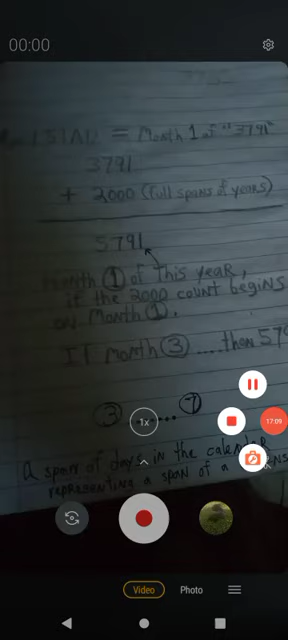 00:00
= Month 1 of "3791"
3791
+ 2000 (full spans of years)
5791
Month ① of This YEAR,
if the 2000 count begins
on Month ①.
If month ③ ....than
③ ...... ⑦
1x
17:09
A span of days in the calendar
representing a span of a
Video
Photo